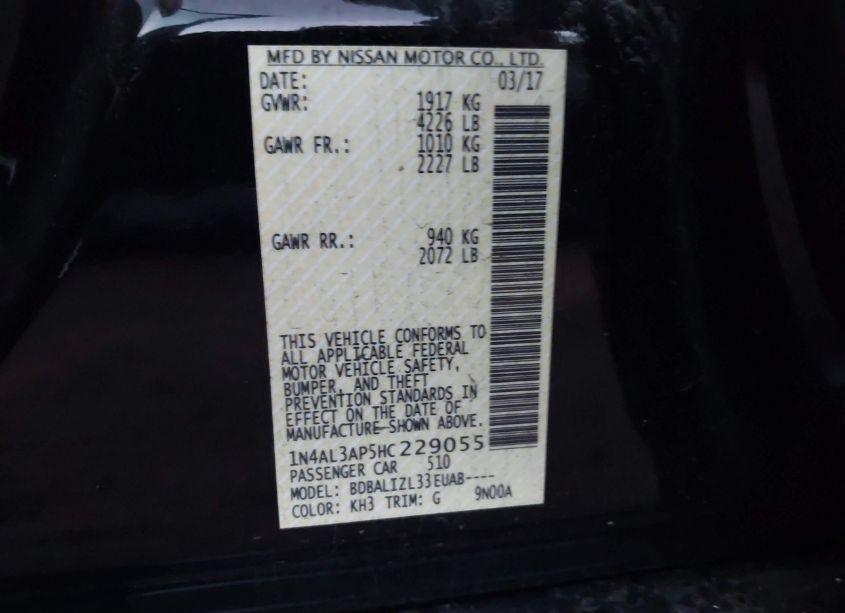 MFD BY NISSAN MOTOR CO., LTD.
DATE: 03/17
GVWR: 1917 KG
4226 LB
GAWR FR.: 1010 KG
2227 LB
GAWR RR.: 940 KG
2072 LB
THIS VEHICLE CONFORMS TO
ALL APPLICABLE FEDERAL
MOTOR VEHICLE SAFETY,
BUMPER, AND THEFT
PREVENTION STANDARDS IN
EFFECT ON THE DATE OF
MANUFACTURE SHOWN ABOVE.
1N4AL3AP5HC229055
PASSENGER CAR 510
MODEL: BDBALIZL33EUAB----
COLOR: KH3 TRIM: G 9N00A